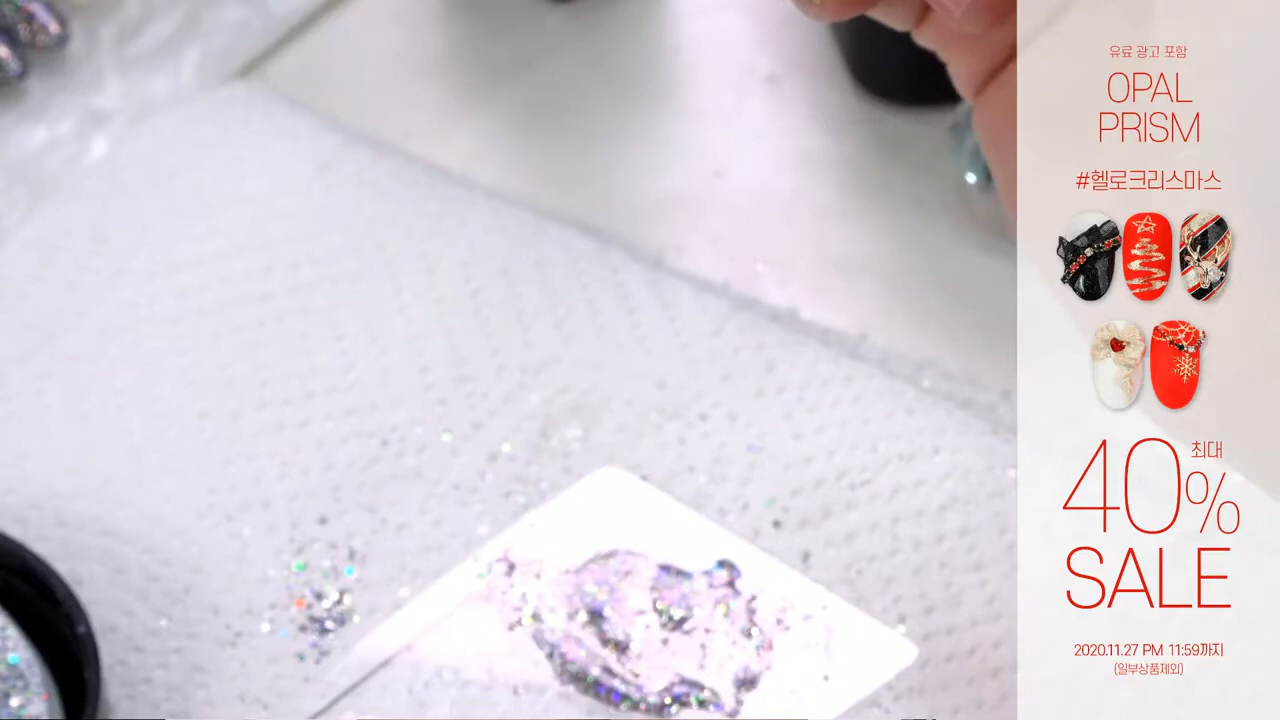 유료 광고 포함
OPAL
PRISM
#헬로크리스마스
최대
40%
SALE
2020.11.27 PM 11:59까지
(일부상품제외)